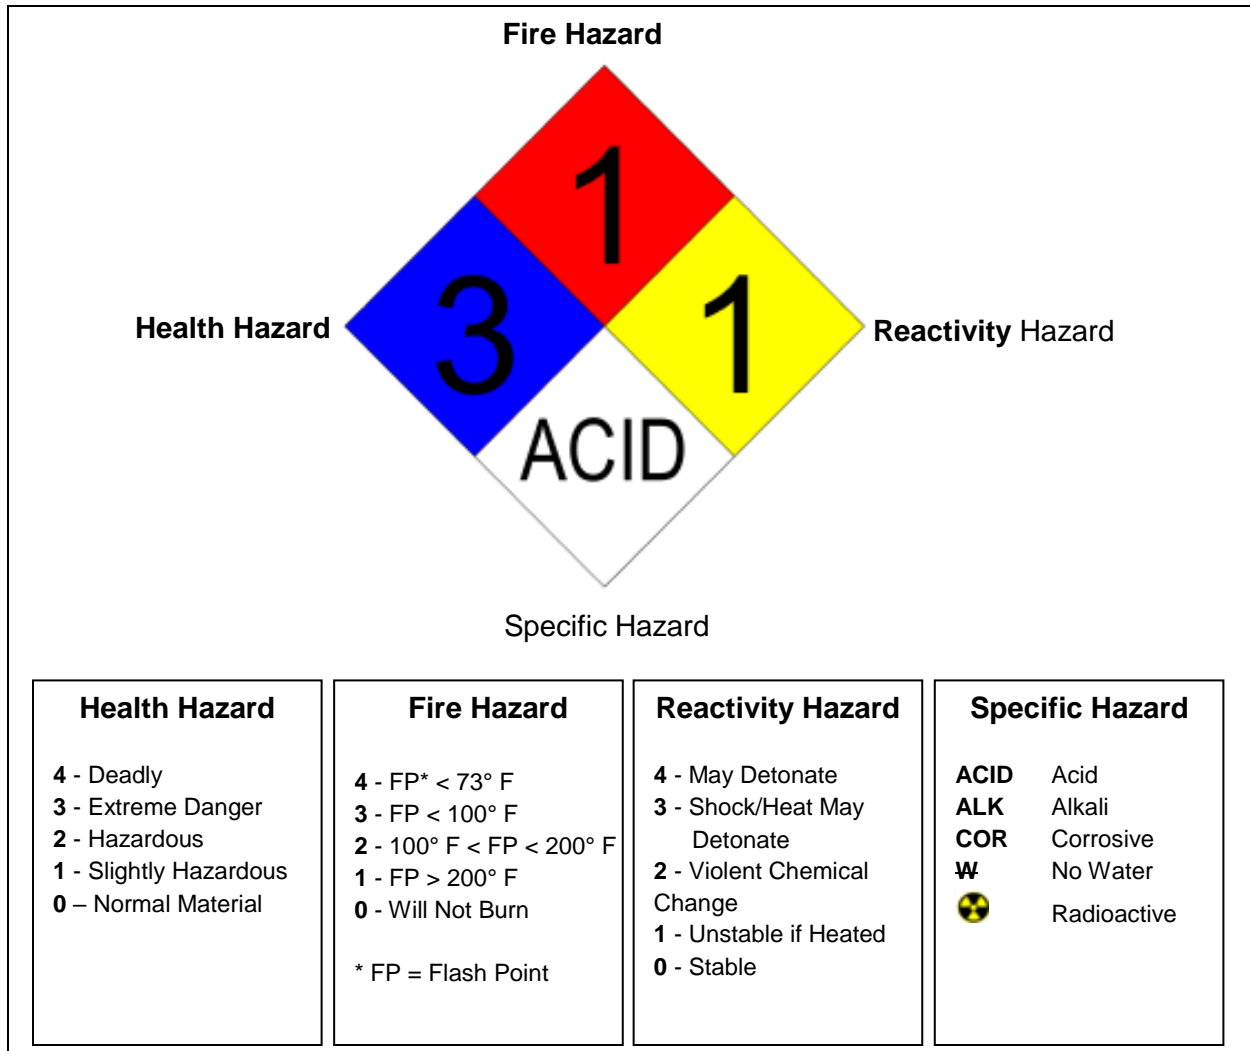 Fire Hazard
1
3
1
Health Hazard
Reactivity Hazard
ACID
Specific Hazard
Health Hazard
4 - Deadly
3 - Extreme Danger
2 - Hazardous
1 - Slightly Hazardous
0 – Normal Material
Fire Hazard
4 - FP* < 73° F
3 - FP < 100° F
2 - 100° F < FP < 200° F
1 - FP > 200° F
0 - Will Not Burn
* FP = Flash Point
Reactivity Hazard
4 - May Detonate
3 - Shock/Heat May
Detonate
2 - Violent Chemical
Change
1 - Unstable if Heated
0 - Stable
Specific Hazard
ACID Acid
ALK Alkali
COR Corrosive
W No Water
Radioactive